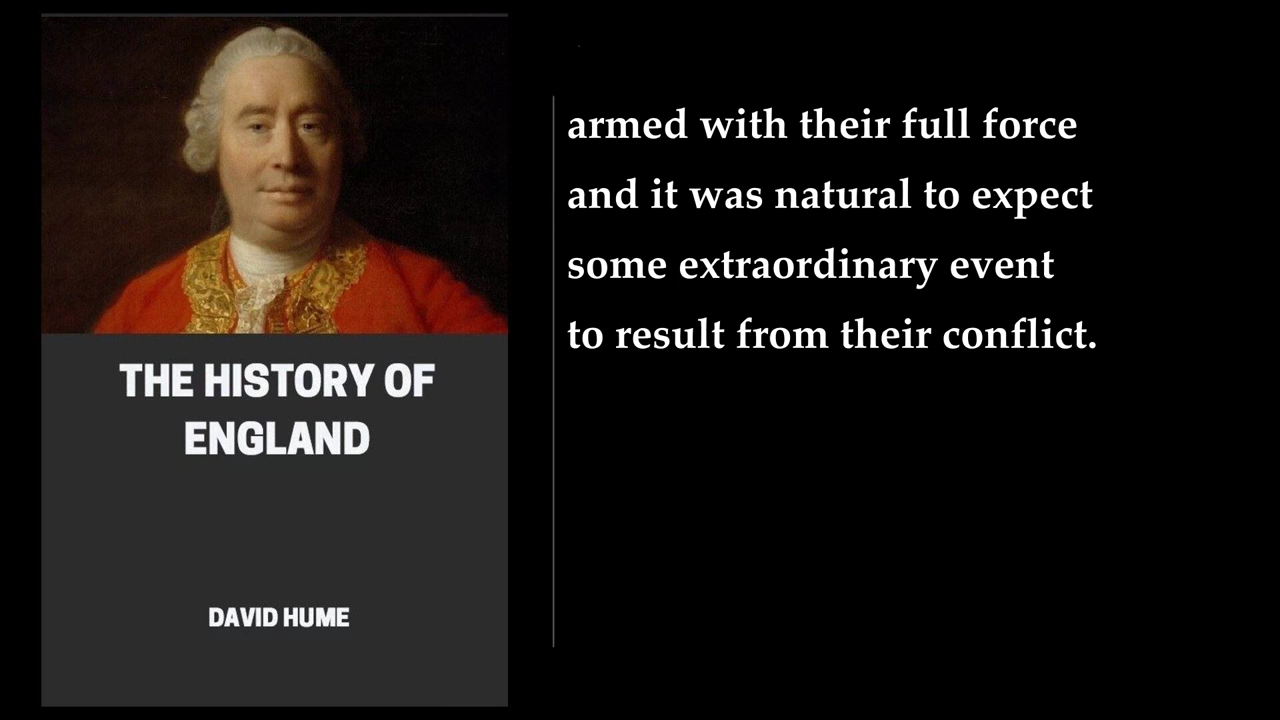 THE HISTORY OF
ENGLAND
DAVID HUME
armed with their full force
and it was natural to expect
some extraordinary event
to result from their conflict.